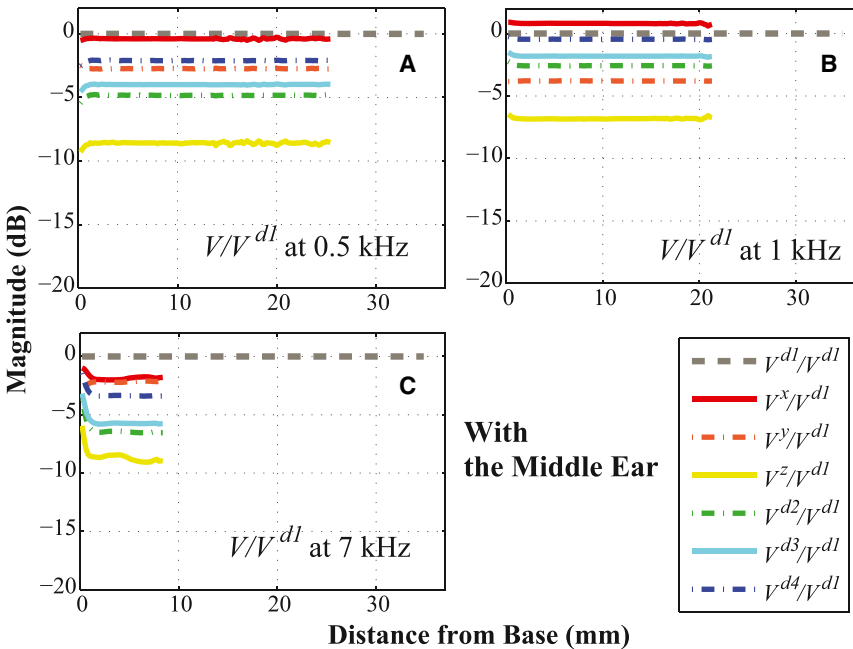 0
−5
−10
−15
−20
0
10
20
30
A
V/V^{d1} at 0.5 kHz
0
−5
−10
−15
−20
0
10
20
30
B
V/V^{d1} at 1 kHz
0
−5
−10
−15
−20
0
10
20
30
C
V/V^{d1} at 7 kHz
Magnitude (dB)
Distance from Base (mm)
With
the Middle Ear
V^{d1}/V^{d1}
V^{x}/V^{d1}
V^{y}/V^{d1}
V^{z}/V^{d1}
V^{d2}/V^{d1}
V^{d3}/V^{d1}
V^{d4}/V^{d1}